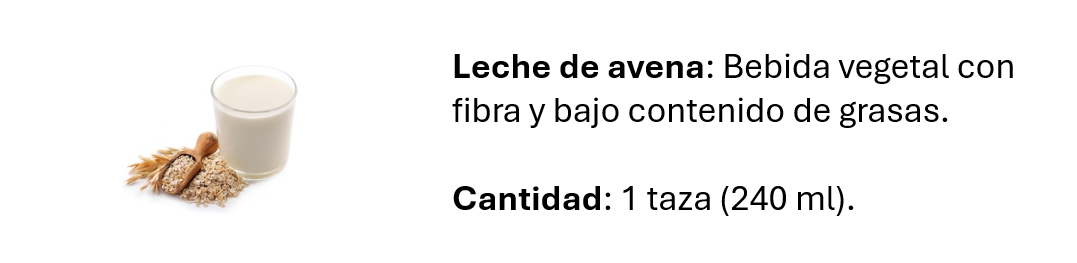 Leche de avena: Bebida vegetal con
fibra y bajo contenido de grasas.
Cantidad: 1 taza (240 ml).